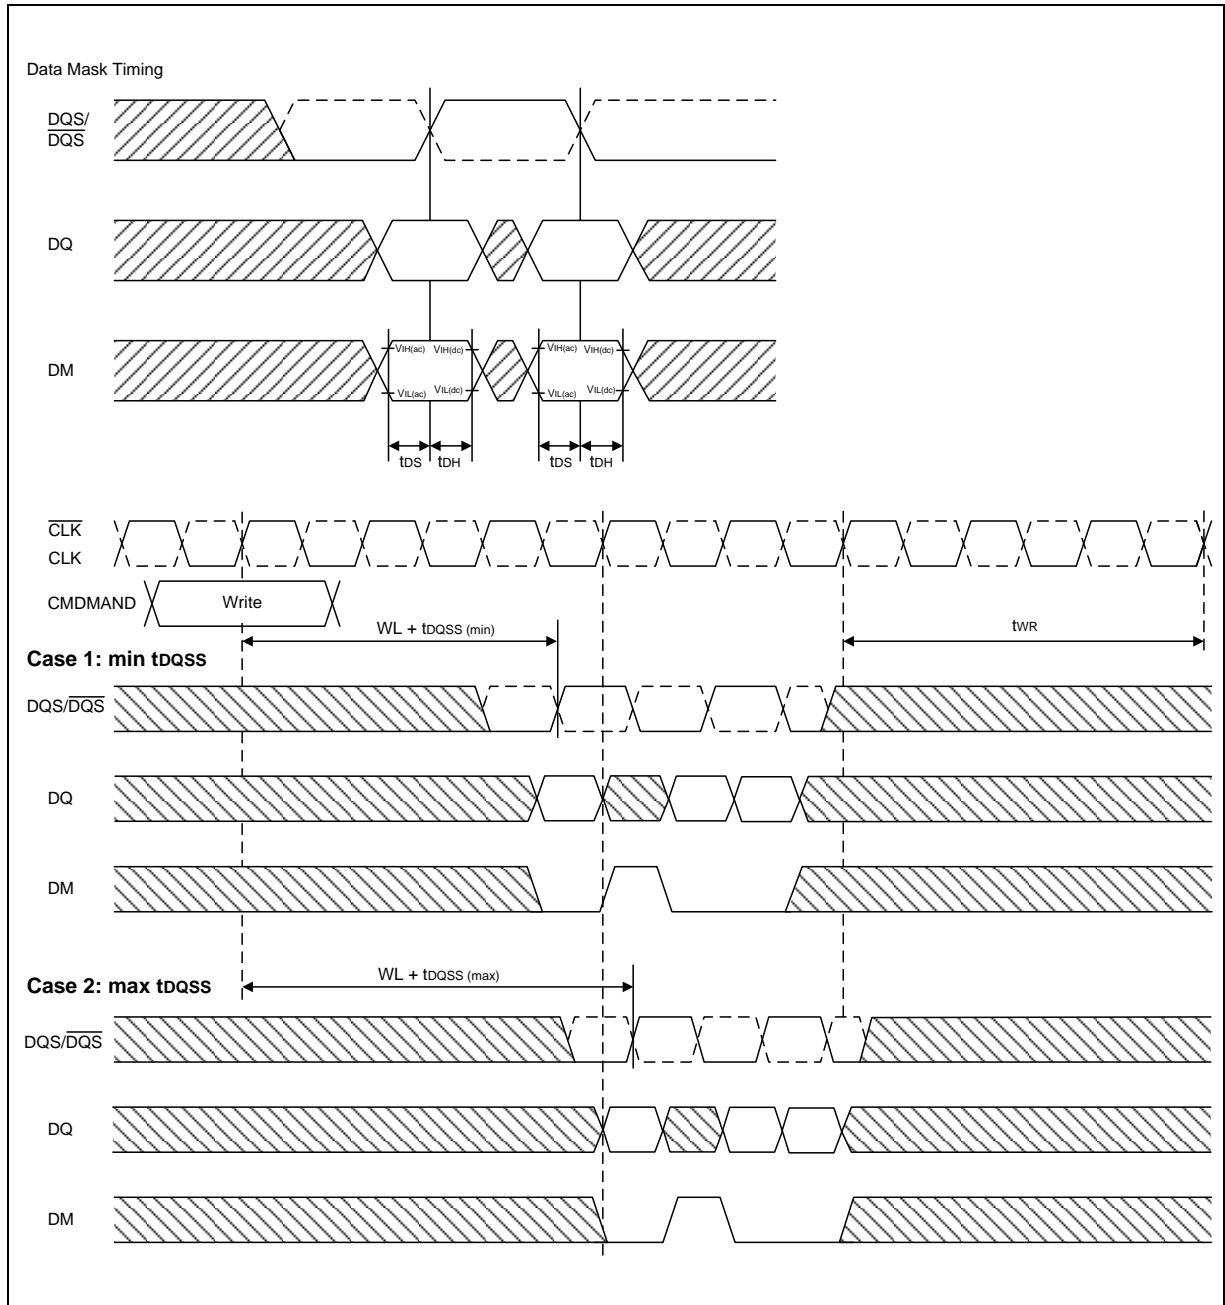 Data Mask Timing
DQS/
DQS
DQ
DM
VIH(ac) VIH(dc) VIH(ac) VIH(dc)
VIL(ac) VIL(dc) VIL(ac) VIL(dc)
tDS tDH tDS tDH
CLK
CLK
CMDMAND Write
WL + tDQSS (min) tWR
Case 1: min tDQSS
DQS/DQS
DQ
DM
WL + tDQSS (max)
Case 2: max tDQSS
DQS/DQS
DQ
DM